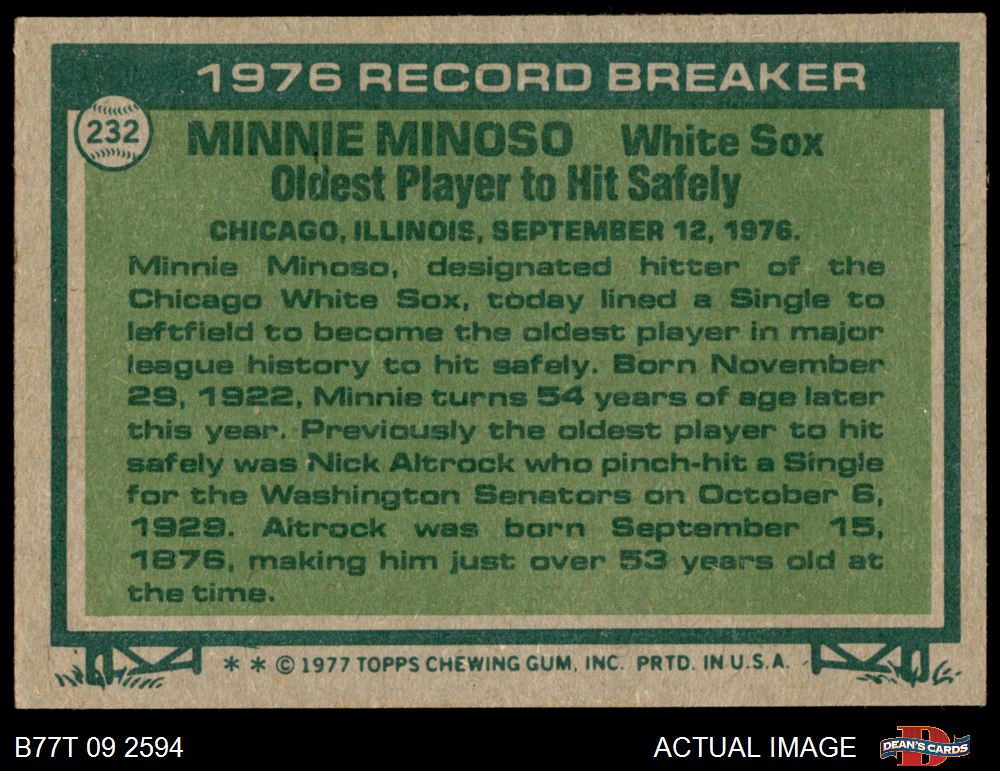 1976 RECORD BREAKER
232
MINNIE MINOSO White Sox
Oldest Player to Hit Safely
CHICAGO, ILLINOIS, SEPTEMBER 12, 1976.
Minnie Minoso, designated hitter of the
Chicago White Sox, today lined a Single to
leftfield to become the oldest player in major
league history to hit safely. Born November
29, 1922, Minnie turns 54 years of age later
this year. Previously the oldest player to hit
safely was Nick Altrock who pinch-hit a Single
for the Washington Senators on October 6,
1929. Altrock was born September 15,
1876, making him just over 53 years old at
the time.
* * © 1977 TOPPS CHEWING GUM, INC. PRTD. IN U.S.A.
B77T 09 2594
ACTUAL IMAGE
DEAN'S CARDS